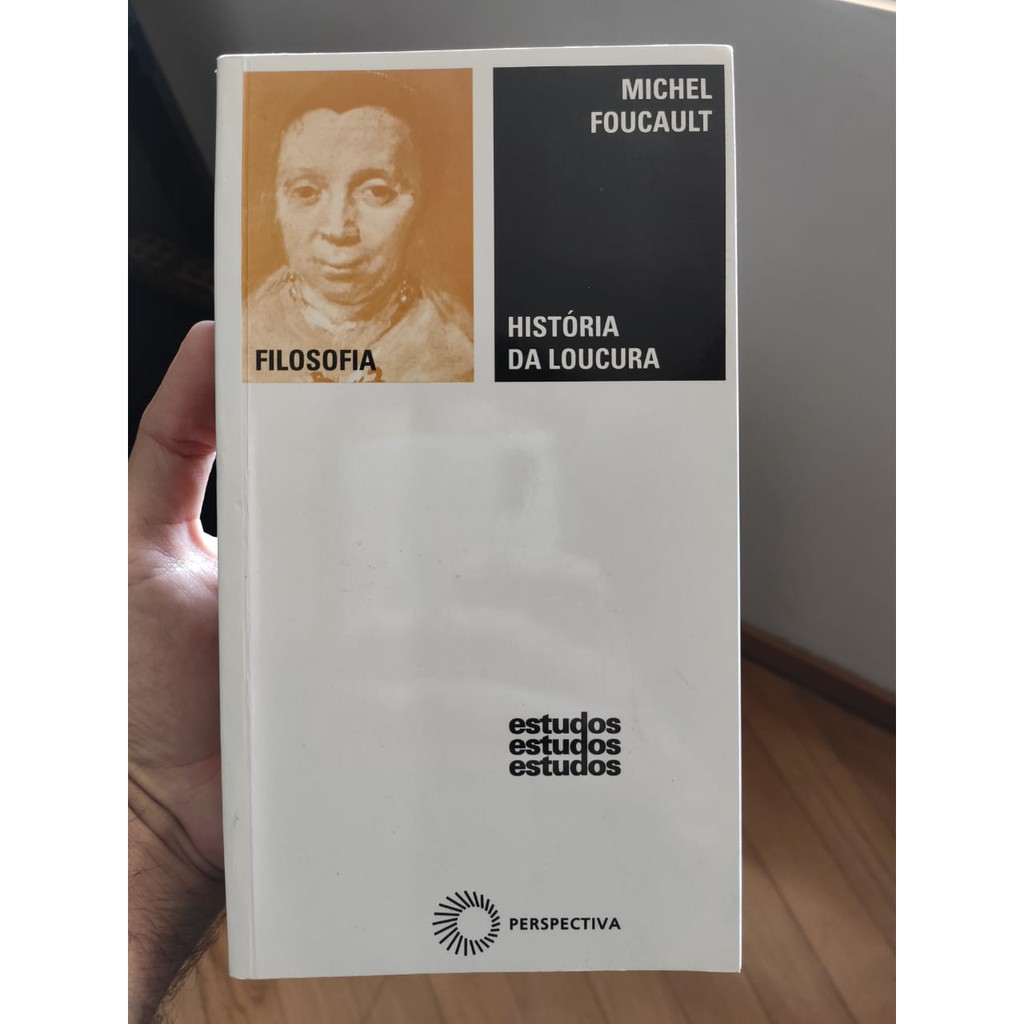 MICHEL
FOUCAULT
HISTÓRIA
DA LOUCURA
FILOSOFIA
estudos
estudos
estudos
PERSPECTIVA